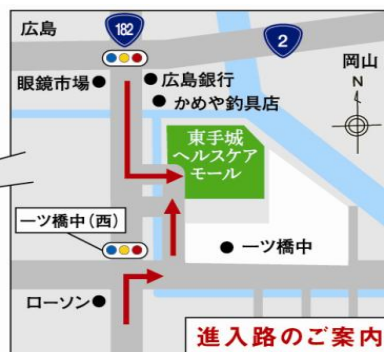 広島
182
2
岡山
N
眼鏡市場
広島銀行
かめや釣具店
東手城
ヘルスケア
モール
一ツ橋中(西)
一ツ橋中
ローソン
進入路のご案内